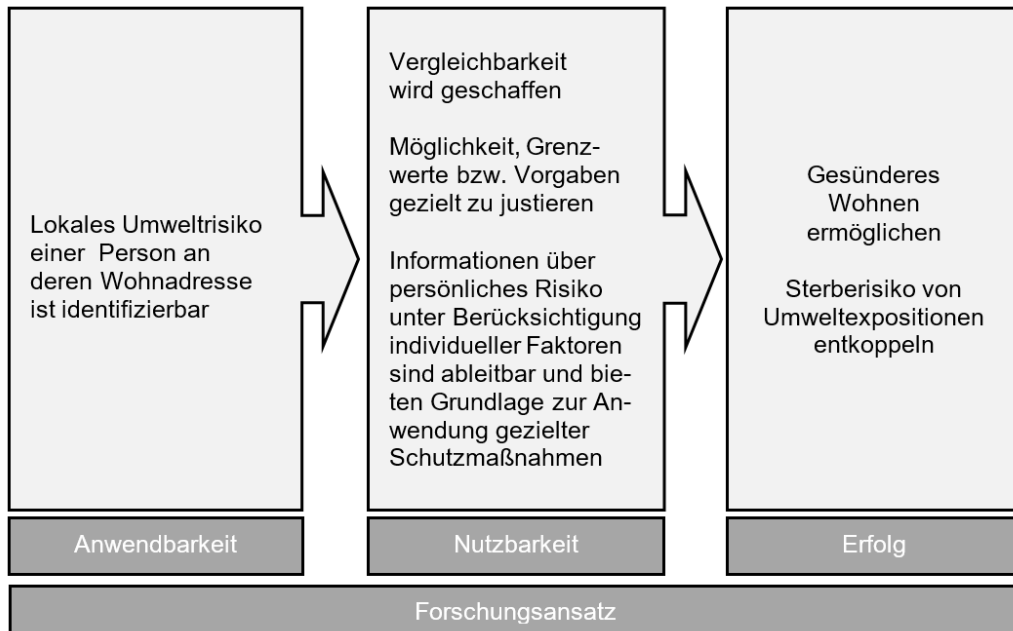 Lokales Umweltrisiko
einer Person an
deren Wohnadresse
ist identifizierbar
Vergleichbarkeit
wird geschaffen
Möglichkeit, Grenz-
werte bzw. Vorgaben
gezielt zu justieren
Informationen über
persönliches Risiko
unter Berücksichtigung
individueller Faktoren
sind ableitbar und bie-
ten Grundlage zur An-
wendung gezielter
Schutzmaßnahmen
Gesünderes
Wohnen
ermöglichen
Sterberisiko von
Umweltexpositionen
entkoppeln
Anwendbarkeit
Nutzbarkeit
Erfolg
Forschungsansatz